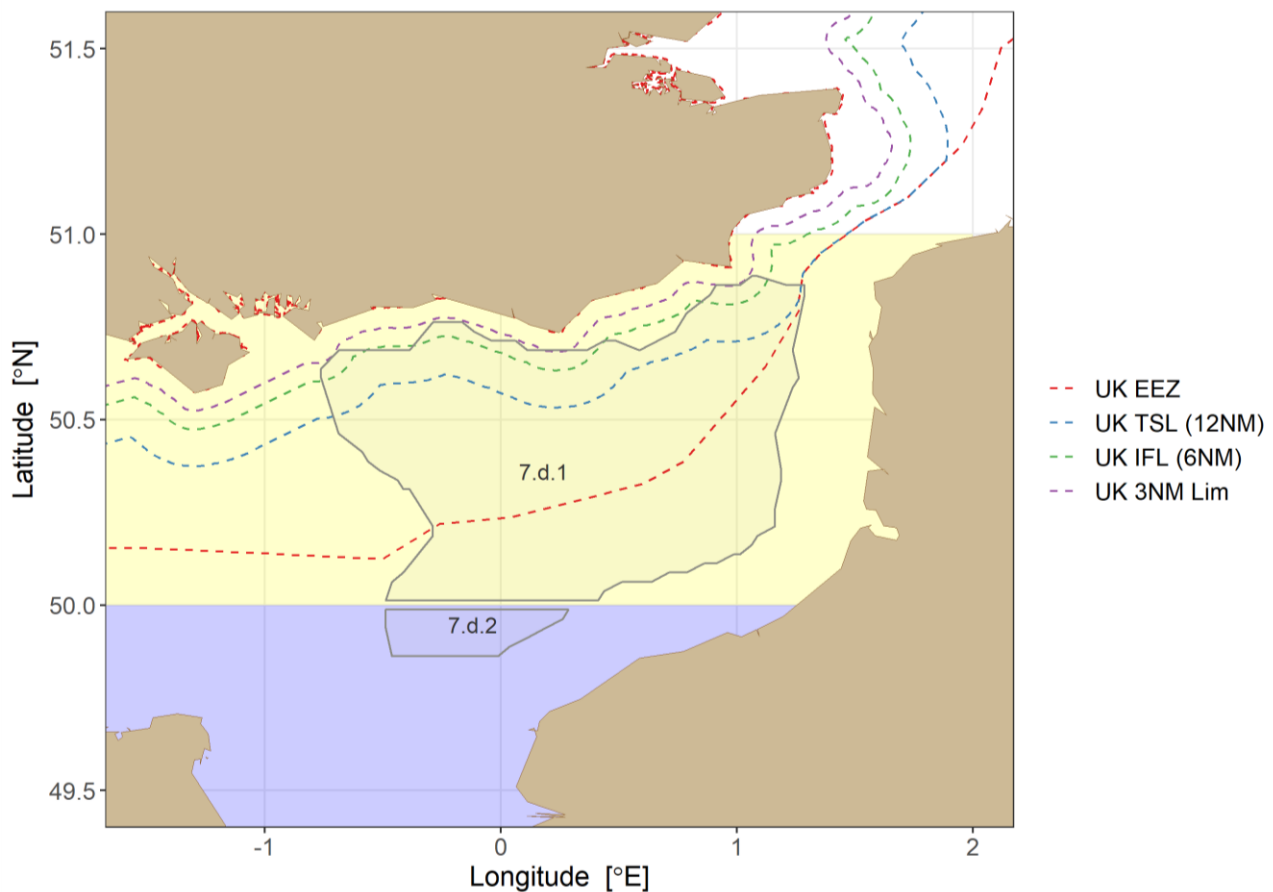 51.5
51.0
50.5
50.0
49.5
Latitude [°N]
7.d.1
7.d.2
-1
0
1
2
Longitude [°E]
UK EEZ
UK TSL (12NM)
UK IFL (6NM)
UK 3NM Lim